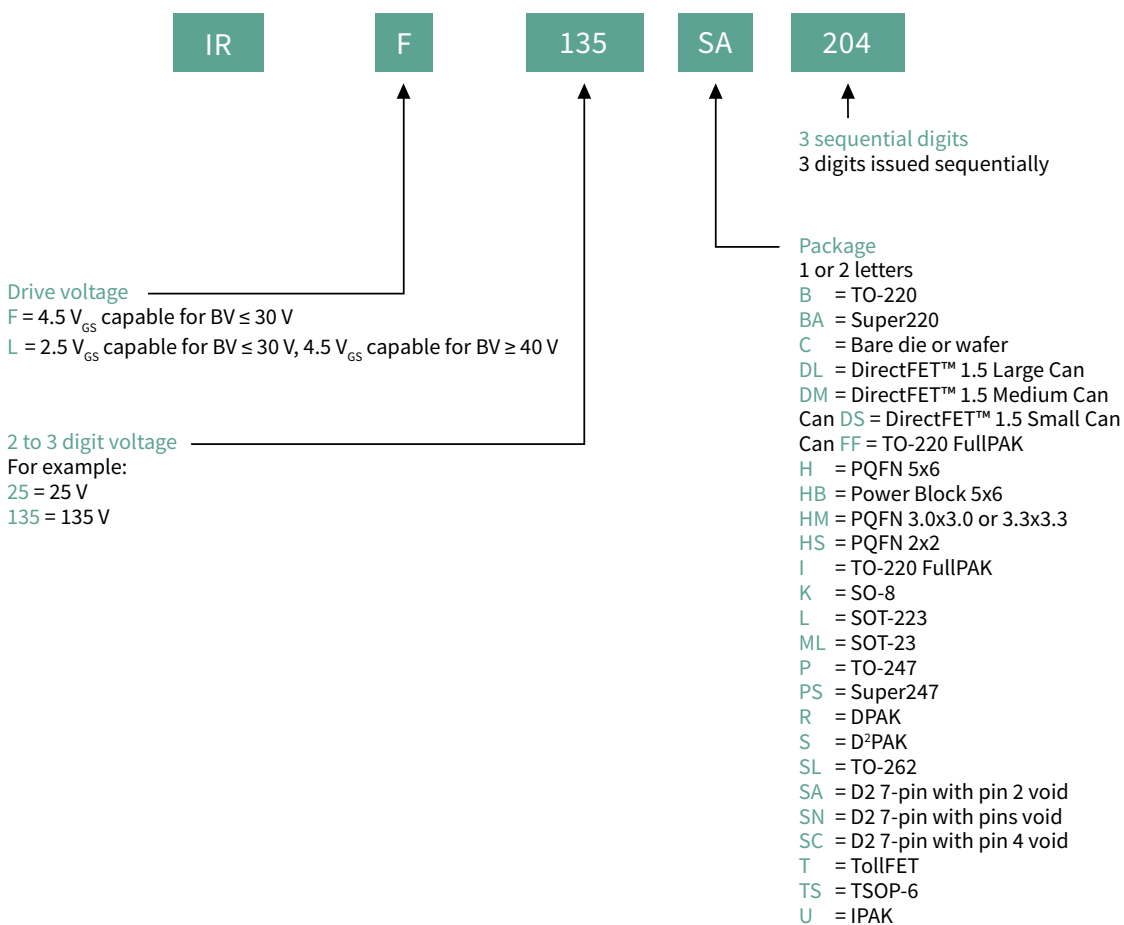 IR F 135 SA 204
3 sequential digits
3 digits issued sequentially
Package
1 or 2 letters
B = TO-220
BA = Super220
C = Bare die or wafer
DL = DirectFET™ 1.5 Large Can
DM = DirectFET™ 1.5 Medium Can
Can DS = DirectFET™ 1.5 Small Can
Can FF = TO-220 FullPAK
H = PQFN 5x6
HB = Power Block 5x6
HM = PQFN 3.0x3.0 or 3.3x3.3
HS = PQFN 2x2
I = TO-220 FullPAK
K = SO-8
L = SOT-223
ML = SOT-23
P = TO-247
PS = Super247
R = DPAK
S = D²PAK
SL = TO-262
SA = D2 7-pin with pin 2 void
SN = D2 7-pin with pins void
SC = D2 7-pin with pin 4 void
T = TollFET
TS = TSOP-6
U = IPAK
Drive voltage
F = 4.5 VGS capable for BV ≤ 30 V
L = 2.5 VGS capable for BV ≤ 30 V, 4.5 VGS capable for BV ≥ 40 V
2 to 3 digit voltage
For example:
25 = 25 V
135 = 135 V